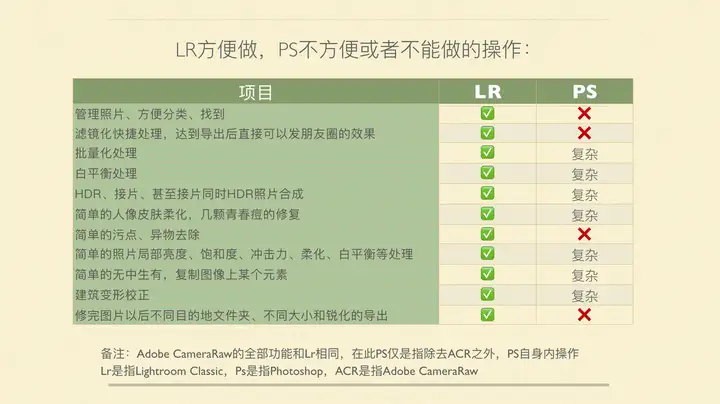 LR方便做，PS不方便或者不能做的操作：
项目 LR PS
管理照片、方便分类、找到 ✅ ❌
滤镜化快捷处理，达到导出后直接可以发朋友圈的效果 ✅ ❌
批量化处理 ✅ 复杂
白平衡处理 ✅ 复杂
HDR、接片、甚至接片同时HDR照片合成 ✅ 复杂
简单的人像皮肤柔化，几颗青春痘的修复 ✅ 复杂
简单的污点、异物去除 ✅ ❌
简单的照片局部亮度、饱和度、冲击力、柔化、白平衡等处理 ✅ 复杂
简单的无中生有，复制图像上某个元素 ✅ 复杂
建筑变形校正 ✅ 复杂
修完图片以后不同目的地文件夹、不同大小和锐化的导出 ✅ ❌
备注：Adobe CameraRaw的全部功能和Lr相同，在此PS仅是指除去ACR之外，PS自身内操作
Lr是指Lightroom Classic，Ps是指Photoshop，ACR是指Adobe CameraRaw